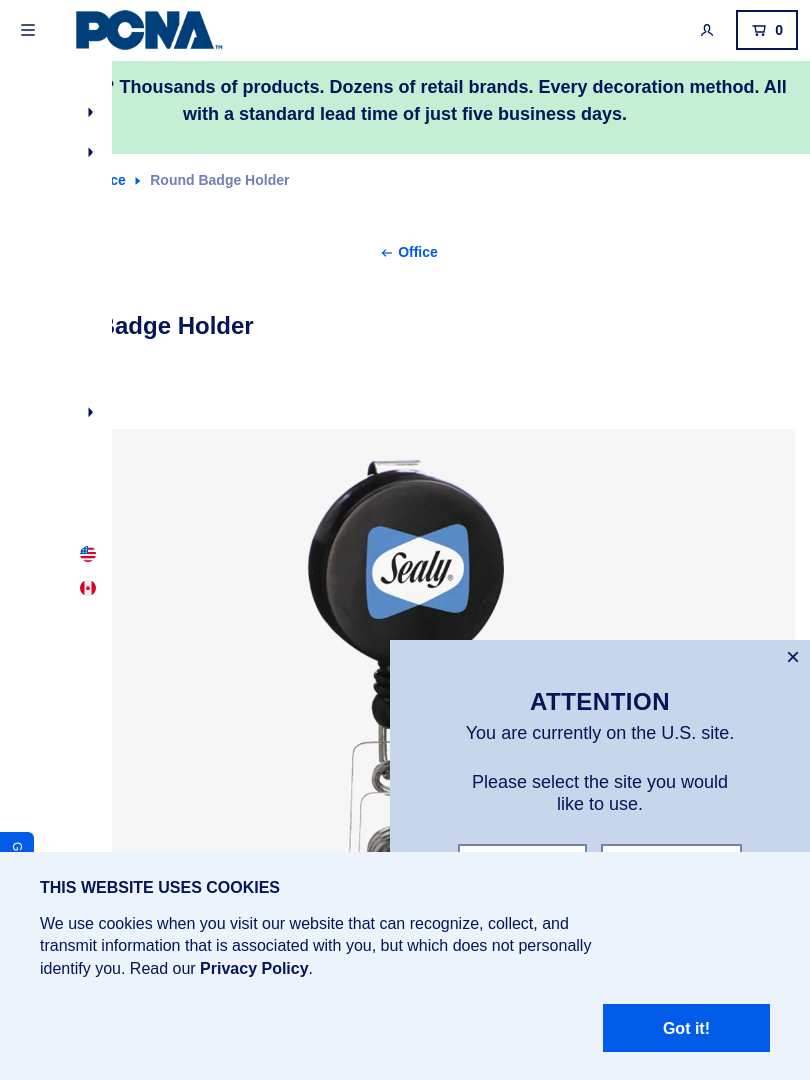 PCNA
0
Thousands of products. Dozens of retail brands. Every decoration method. All
with a standard lead time of just five business days.
Round Badge Holder
Office
Badge Holder
Sealy®
ATTENTION
You are currently on the U.S. site.
Please select the site you would
like to use.
THIS WEBSITE USES COOKIES
We use cookies when you visit our website that can recognize, collect, and
transmit information that is associated with you, but which does not personally
identify you. Read our Privacy Policy.
Got it!